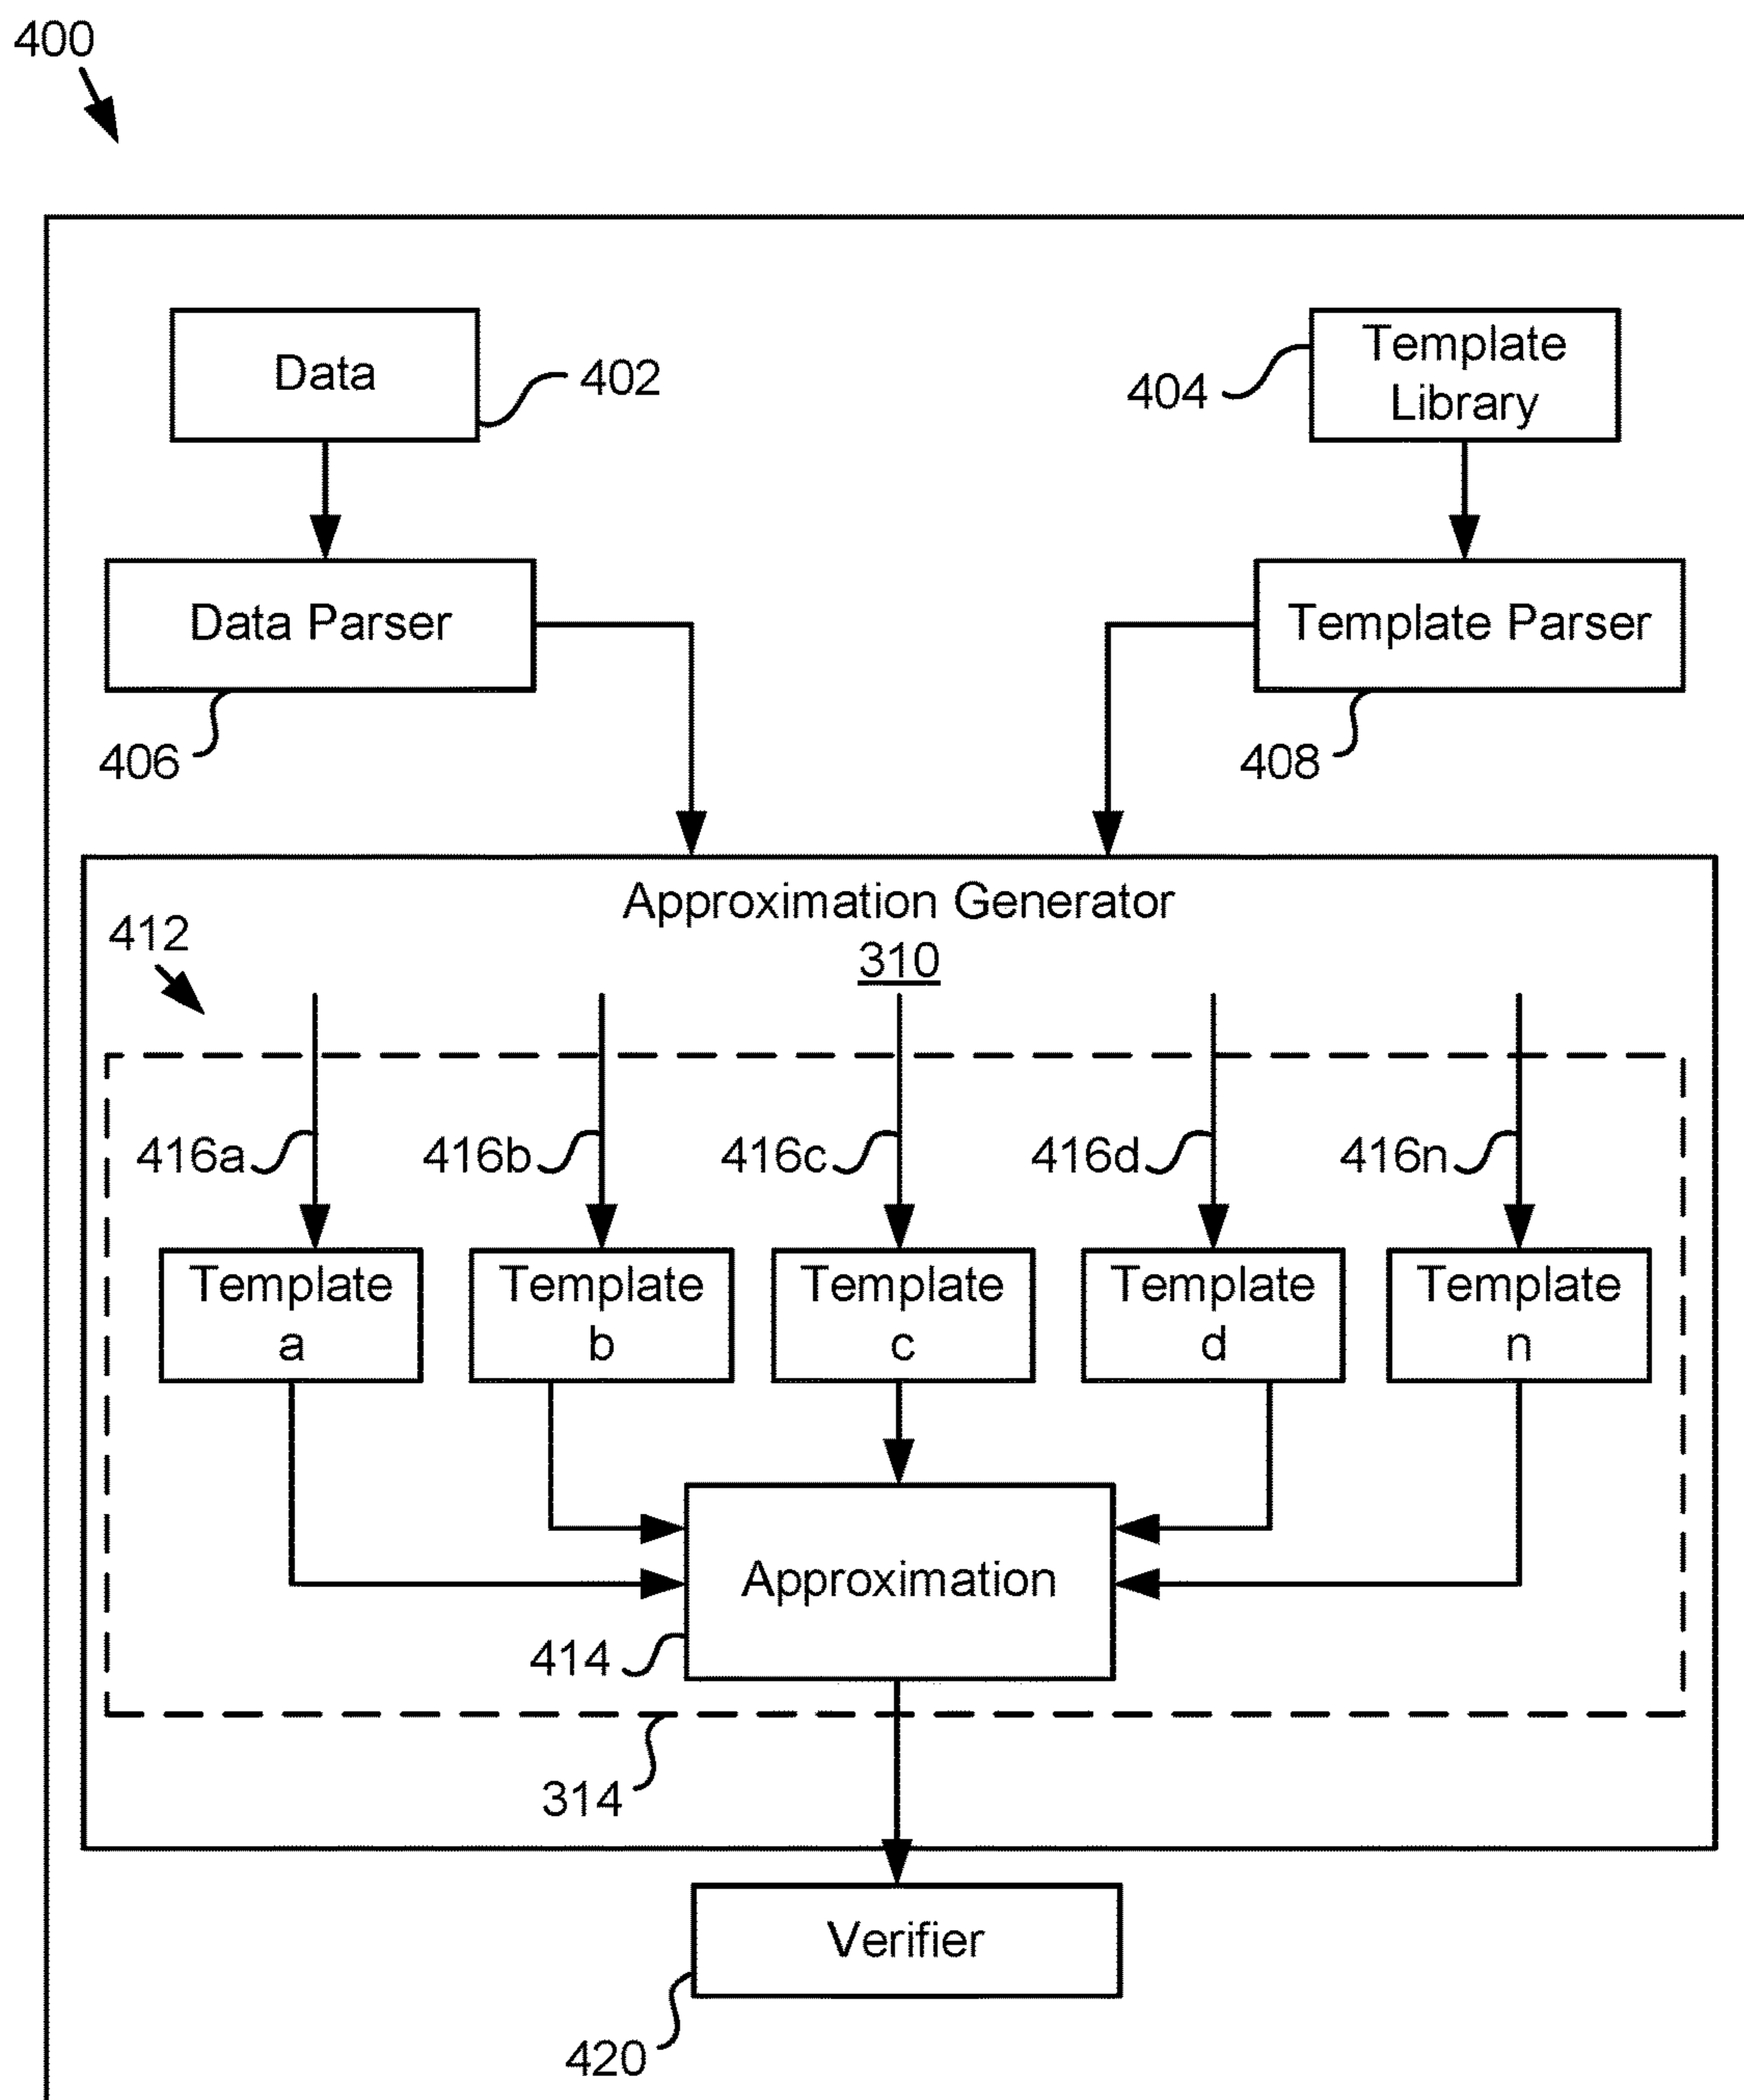 400
Data
402
404
Template
Library
Data Parser
Template Parser
406
408
Approximation Generator
310
412
416a
416b
416c
416d
416n
Template
a
Template
b
Template
c
Template
d
Template
n
Approximation
414
314
Verifier
420